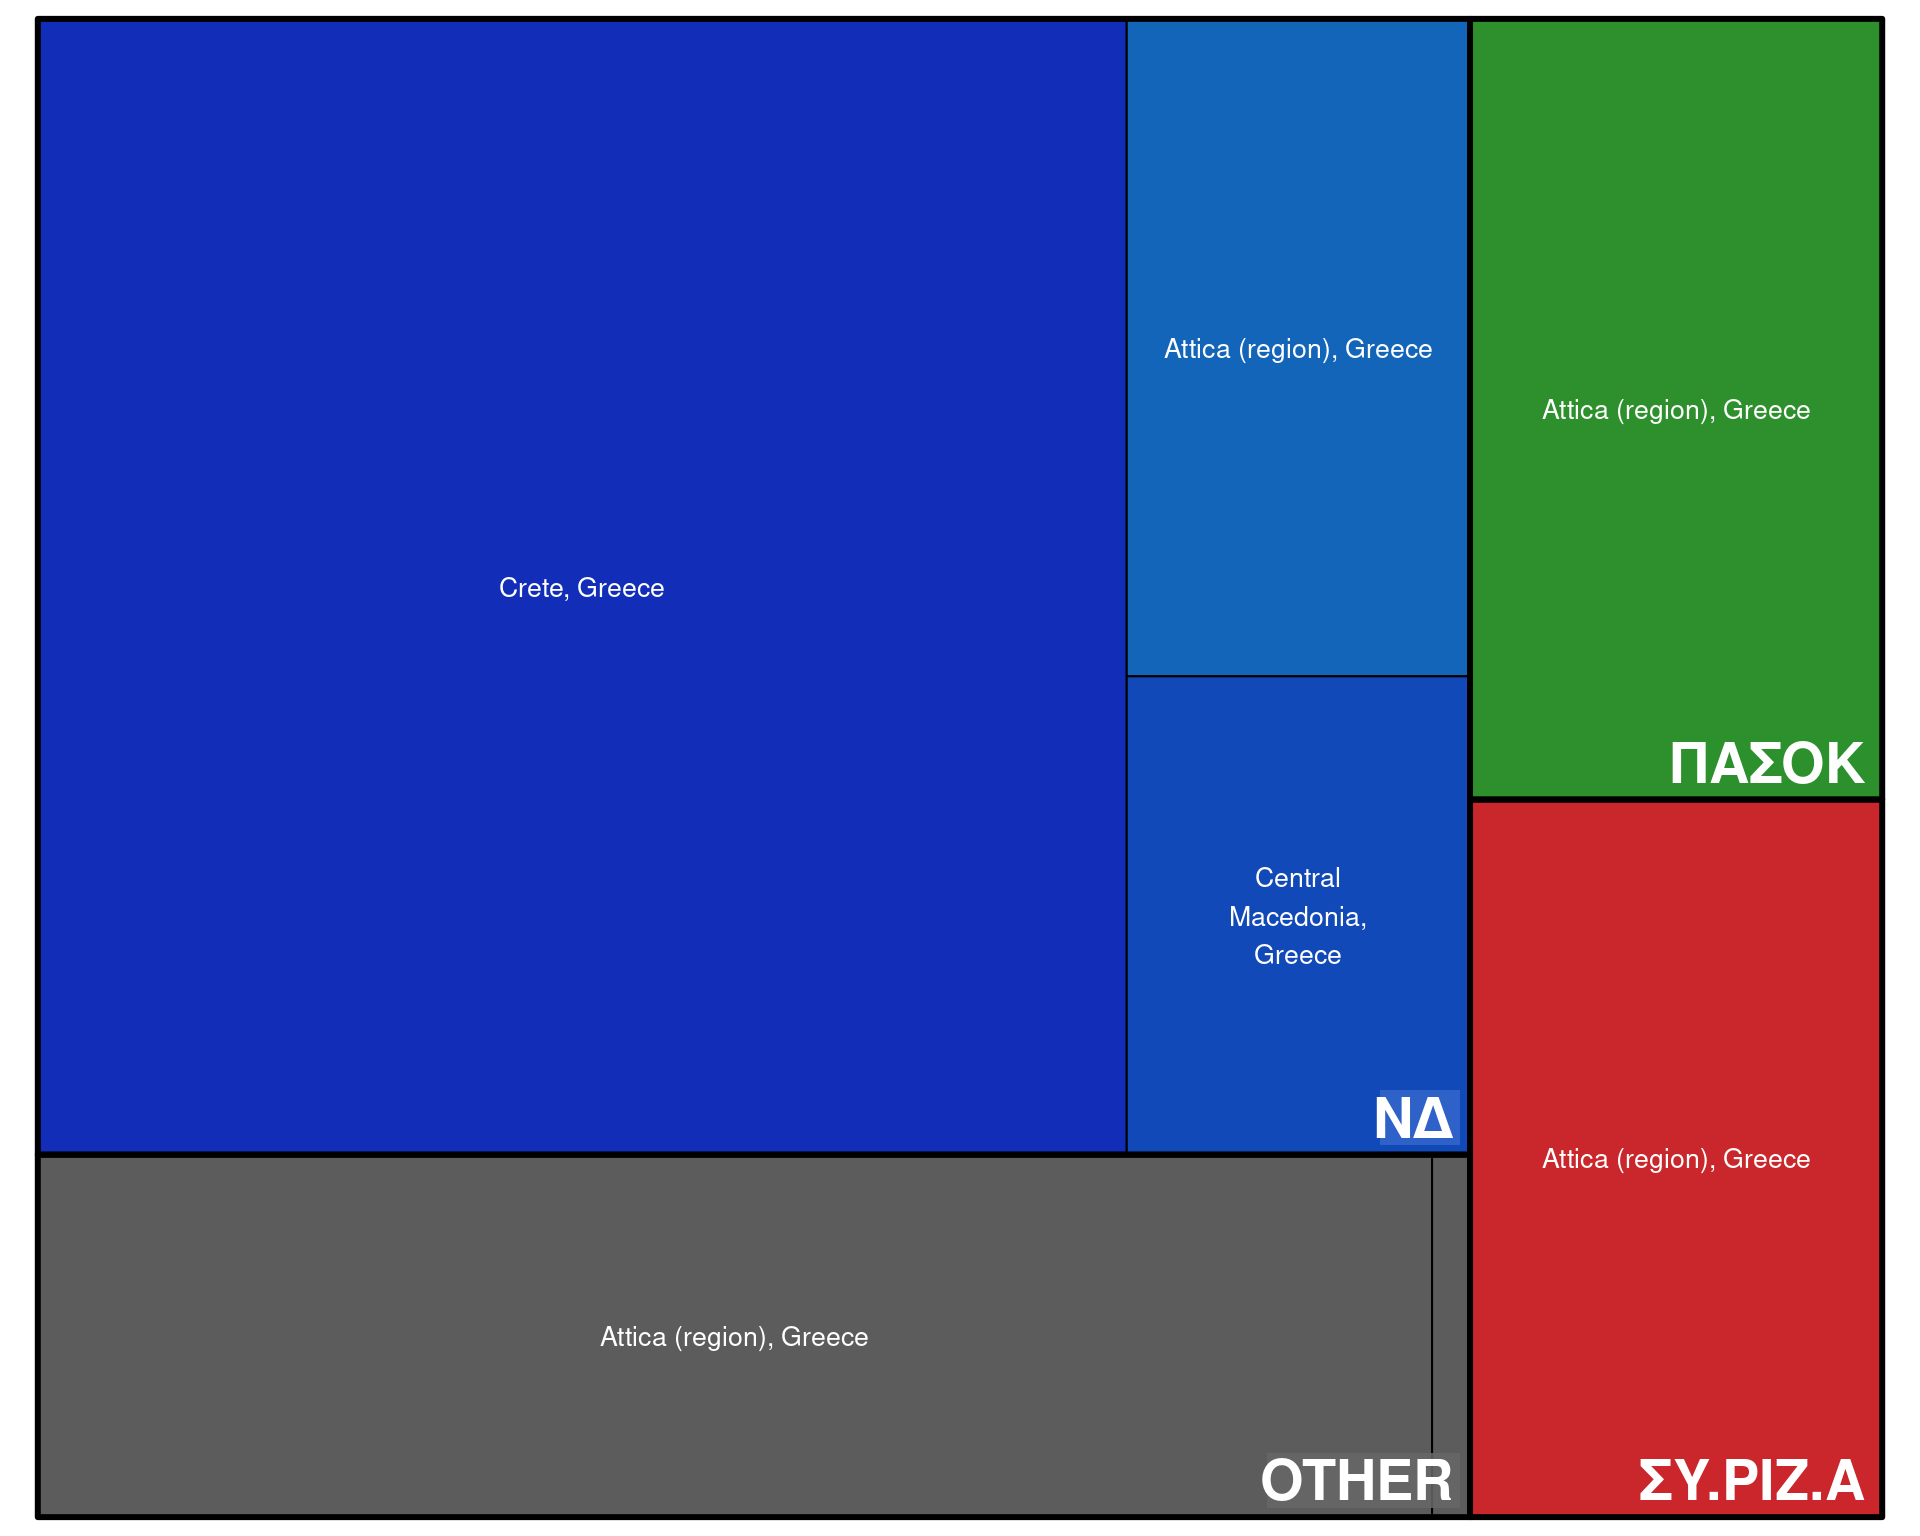 Crete, Greece
Attica (region), Greece
Central
Macedonia,
Greece
ΝΔ
Attica (region), Greece
ΠΑΣΟΚ
Attica (region), Greece
ΣΥ.ΡΙΖ.Α
Attica (region), Greece
OTHER